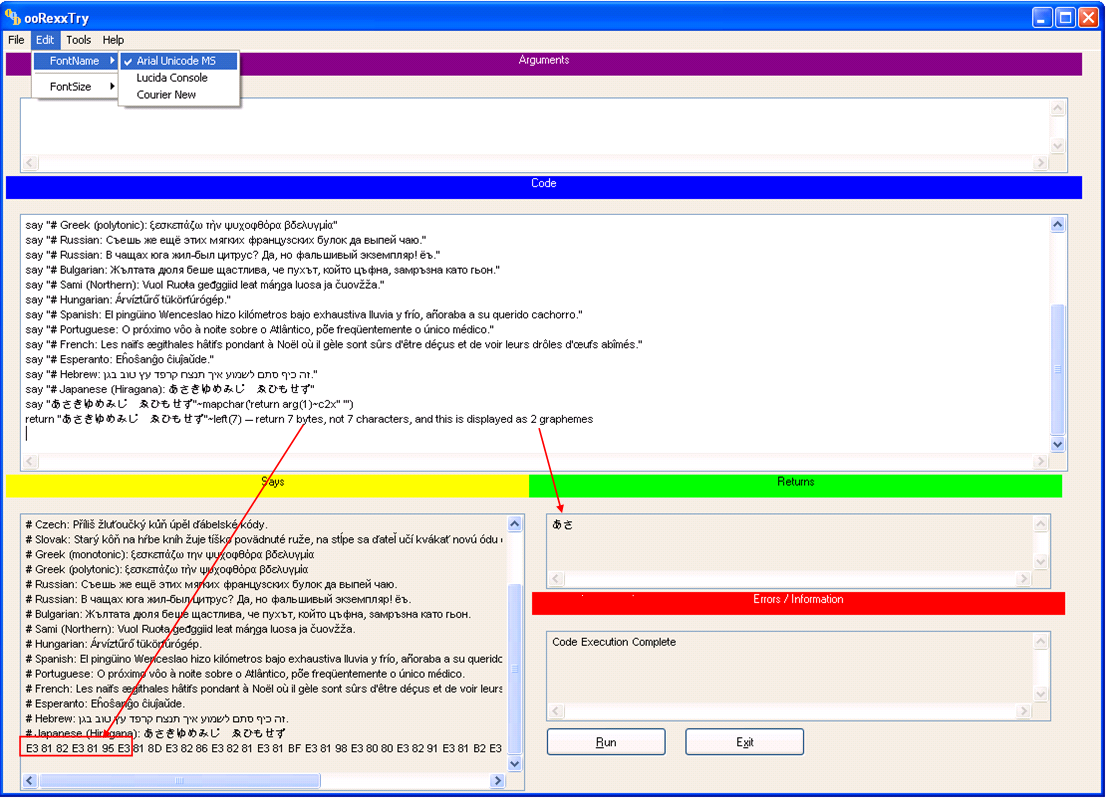 ooRexxTry
File Edit Tools Help
FontName
FontSize
Arial Unicode MS
Lucida Console
Courier New
Arguments
Code
say "# Greek (polytonic): ξεσκεπάζω τὴν ψυχοφθόρα βδελυγμία"
say "# Russian: Съешь же ещё этих мягких французских булок да выпей чаю."
say "# Russian: В чащах юга жил-был цитрус? Да, но фальшивый экземпляр! ёъ."
say "# Bulgarian: Жълтата дюля беше щастлива, че пухът, който цъфна, замръзна като гьон."
say "# Sami (Northern): Vuol Ruoŧa geđggiid leat máŋga luosa ja čuovžža."
say "# Hungarian: Árvíztűrő tükörfúrógép."
say "# Spanish: El pingüino Wenceslao hizo kilómetros bajo exhaustiva lluvia y frío, añoraba a su querido cachorro."
say "# Portuguese: O próximo vôo à noite sobre o Atlântico, põe freqüentemente o único médico."
say "# French: Les naïfs ægithales hâtifs pondant à Noël où il gèle sont sûrs d'être déçus et de voir leurs drôles d'œufs abîmés."
say "# Esperanto: Eĥoŝanĝo ĉiuĵaŭde."
say "# Hebrew: זה כיף סתם לשמוע איך תנצח קרפד עץ טוב בגן."
say "# Japanese (Hiragana): あさきゆめみじ　ゑひもせず"
say "あさきゆめみじ　ゑひもせず"~mapchar('return arg(1)~c2x" "')
return "あさきゆめみじ　ゑひもせず"~left(7) -- return 7 bytes, not 7 characters, and this is displayed as 2 graphemes
Says
Returns
# Czech: Příliš žluťoučký kůň úpěl ďábelské kódy.
# Slovak: Starý kôň na hŕbe kníh žuje tíško povädnuté ruže, na stĺpe sa ďateľ učí kvákať novú ódu
# Greek (monotonic): ξεσκεπάζω την ψυχοφθόρα βδελυγμία
# Greek (polytonic): ξεσκεπάζω τὴν ψυχοφθόρα βδελυγμία
# Russian: Съешь же ещё этих мягких французских булок да выпей чаю.
# Russian: В чащах юга жил-был цитрус? Да, но фальшивый экземпляр! ёъ.
# Bulgarian: Жълтата дюля беше щастлива, че пухът, който цъфна, замръзна като гьон.
# Sami (Northern): Vuol Ruoŧa geđggiid leat máŋga luosa ja čuovžža.
# Hungarian: Árvíztűrő tükörfúrógép.
# Spanish: El pingüino Wenceslao hizo kilómetros bajo exhaustiva lluvia y frío, añoraba a su querido
# Portuguese: O próximo vôo à noite sobre o Atlântico, põe freqüentemente o único médico.
# French: Les naïfs ægithales hâtifs pondant à Noël où il gèle sont sûrs d'être déçus et de voir leurs
# Esperanto: Eĥoŝanĝo ĉiuĵaŭde.
# Hebrew: זה כיף סתם לשמוע איך תנצח קרפד עץ טוב בגן.
# Japanese (Hiragana): あさきゆめみじ　ゑひもせず
E3 81 82 E3 81 95 E3 81 8D E3 82 86 E3 82 81 E3 81 BF E3 81 98 E3 80 80 E3 82 91 E3 81 B2 E3
あさ
Errors / Information
Code Execution Complete
Run
Exit